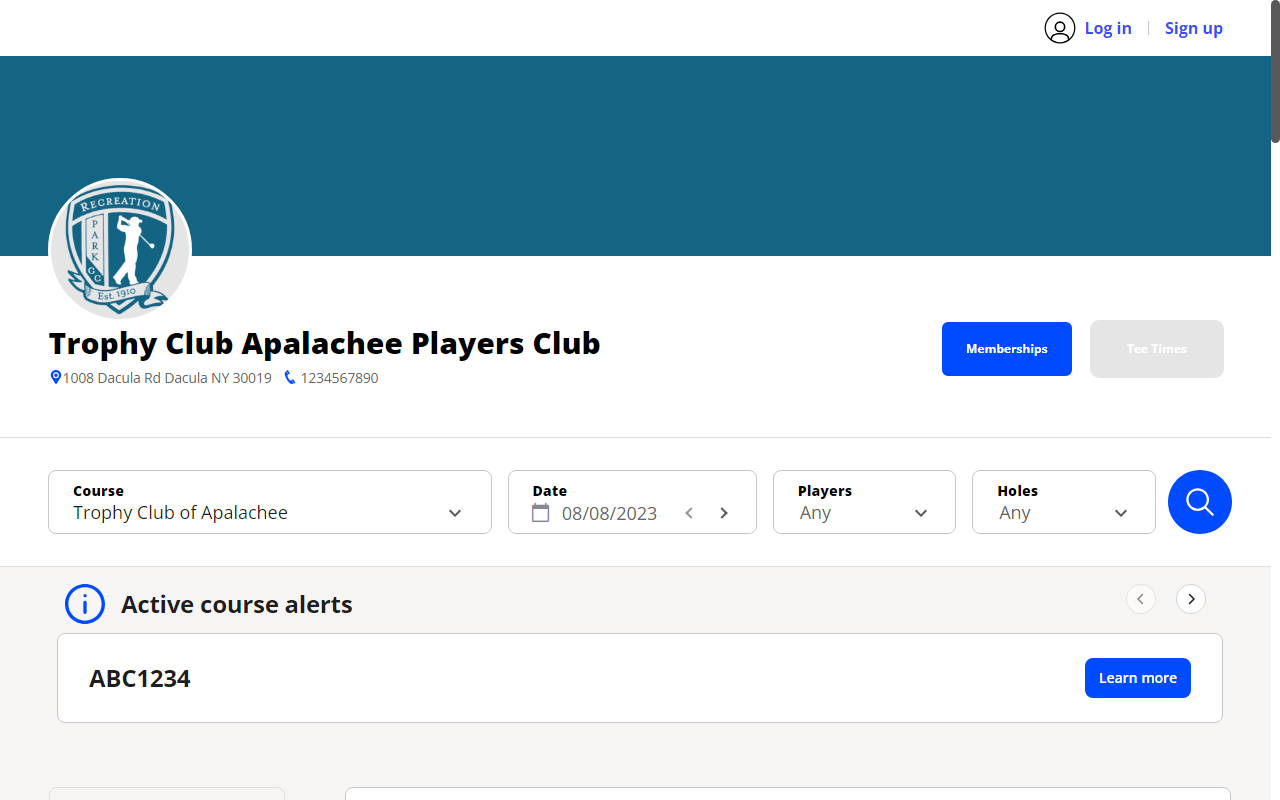 Log in
Sign up
RECREATION
PARK
GC
Est. 1910
Trophy Club Apalachee Players Club
1008 Dacula Rd Dacula NY 30019 1234567890
Memberships
Tee Times
Course
Trophy Club of Apalachee
Date
08/08/2023
Players
Any
Holes
Any
Active course alerts
ABC1234
Learn more